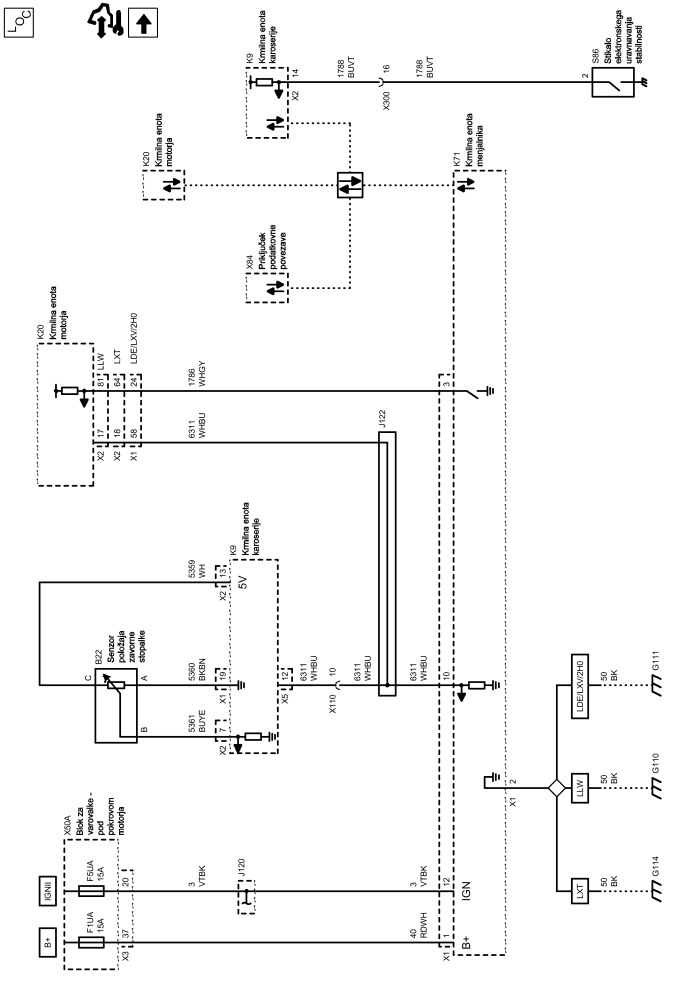 LOC
K9
Krmilna enota
karoserije
14
X2
1788
BUVT
16
X300
1788
BUVT
2
S86
Stikalo
elektronskega
uravnavanja
stabilnosti
K20
Krmilna enota
motorja
K71
Krmilna enota
menjalnika
X84
Priključek
podatkovne
povezave
K20
Krmilna enota
motorja
X2 17 81 LLW
X2 18 64 LXT
X1 58 24 LDE/LXV/2H0
1786
WHGY
6311
WHBU
3
J122
B22
Senzor
položaja
zavorne
stopalke
C
A
B
5359
WH
5360
BKBN
5361
BUYE
X2 13
X1 19
X2 7
K9
Krmilna enota
karoserije
5V
X5 12
6311
WHBU
X110 10
6311
WHBU
6311
WHBU
10
X50A
Blok za
varovalke -
pod
pokrovom
motorja
IGNII
B+
F5UA
15A
F1UA
15A
20
X3 37
3
VTBK
J120
3
VTBK
40
RDWH
12
X1 1
IGN
B+
X1 2
LDE/LXV/2H0
LLW
LXT
50
BK
50
BK
50
BK
G111
G110
G114